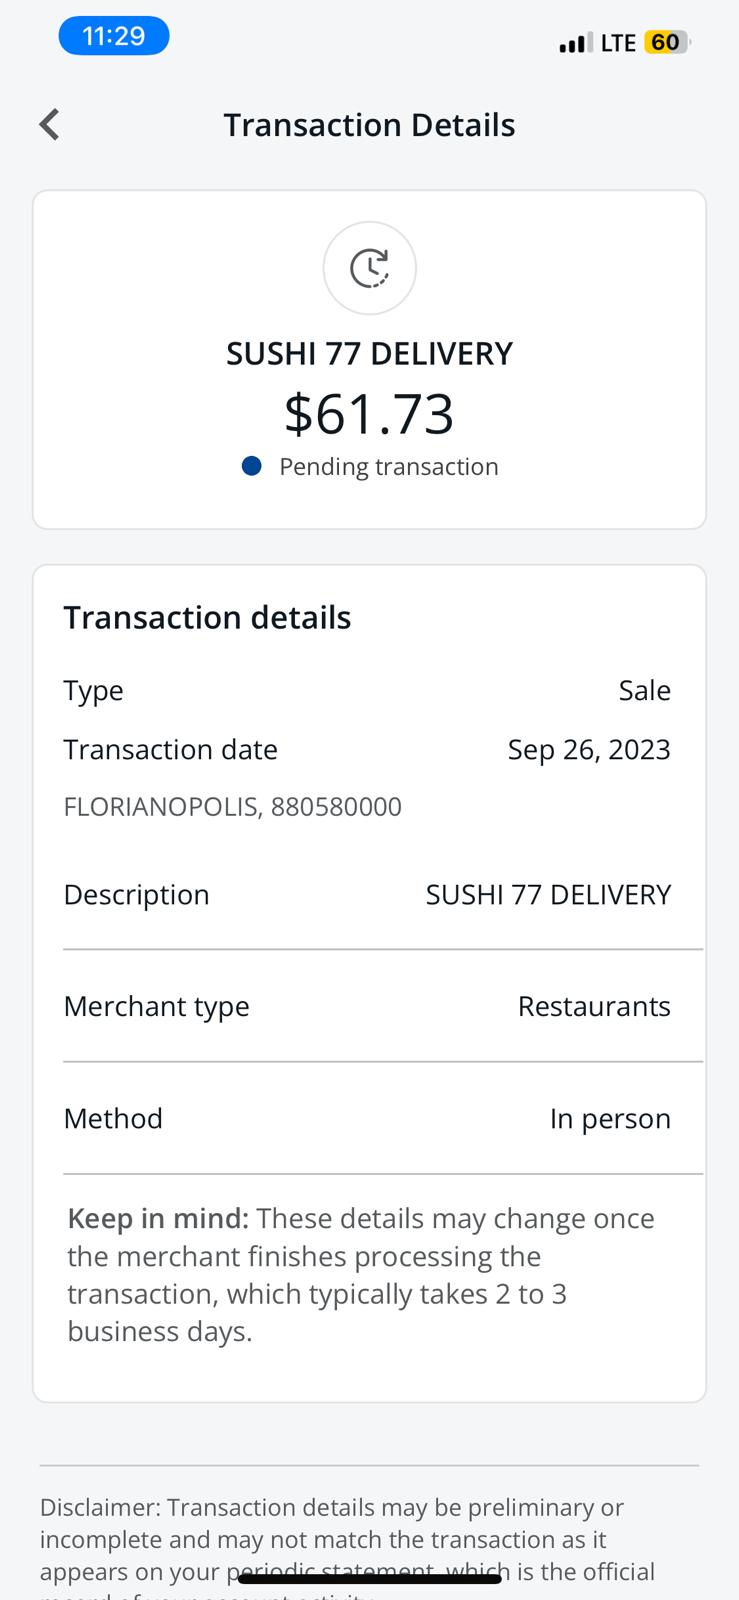 11:29
LTE 60
Transaction Details
SUSHI 77 DELIVERY
$61.73
Pending transaction
Transaction details
Type Sale
Transaction date Sep 26, 2023
FLORIANOPOLIS, 880580000
Description SUSHI 77 DELIVERY
Merchant type Restaurants
Method In person
Keep in mind: These details may change once
the merchant finishes processing the
transaction, which typically takes 2 to 3
business days.
Disclaimer: Transaction details may be preliminary or
incomplete and may not match the transaction as it
appears on your periodic statement, which is the official